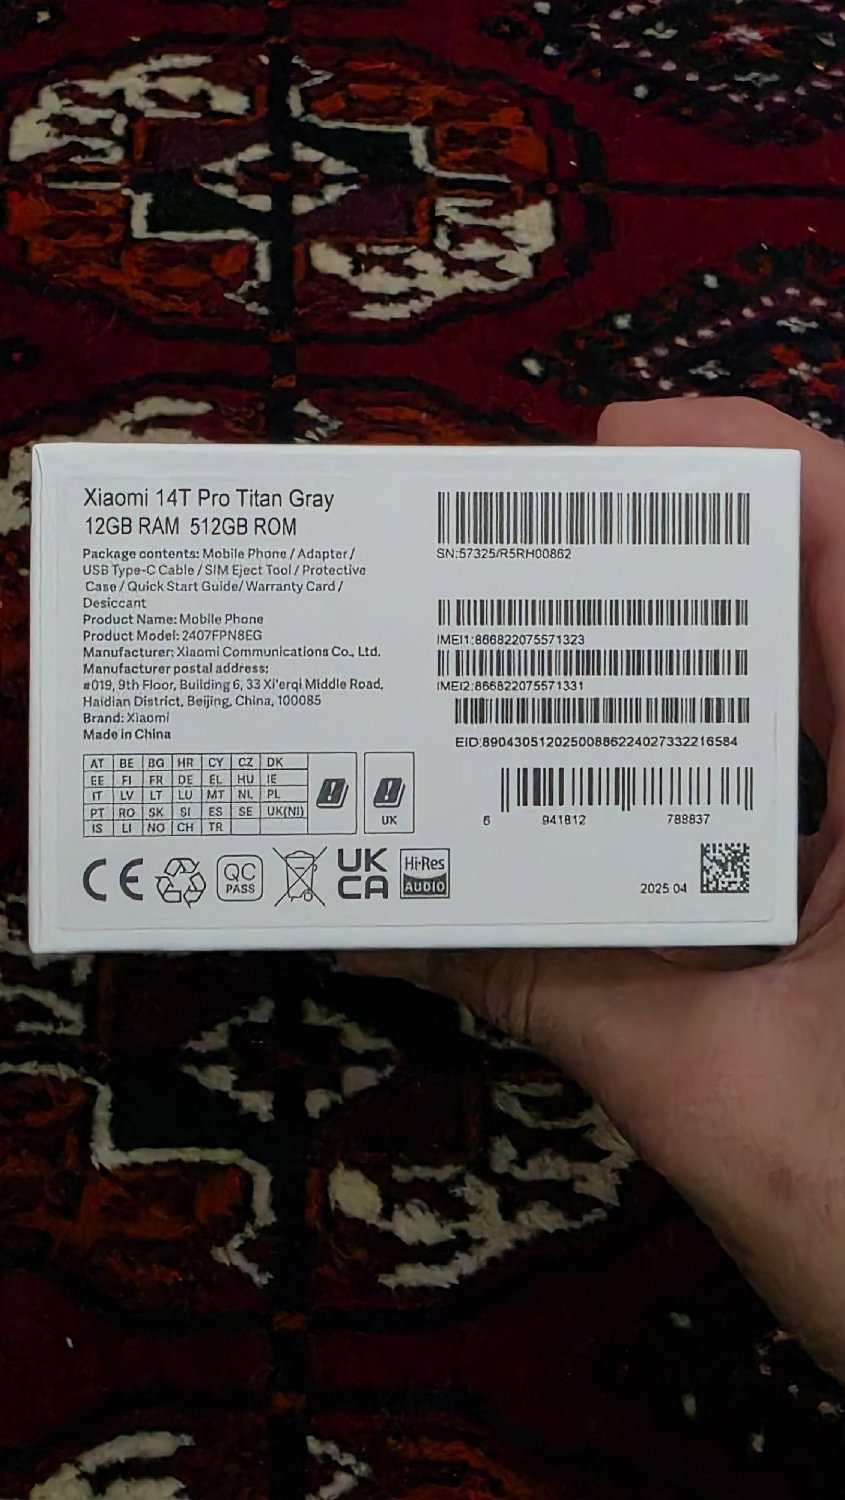 Xiaomi 14T Pro Titan Gray
12GB RAM 512GB ROM
Package contents: Mobile Phone / Adapter /
USB Type-C Cable / SIM Eject Tool / Protective
Case / Quick Start Guide / Warranty Card /
Desiccant
Product Name: Mobile Phone
Product Model: 2407FPN8EG
Manufacturer: Xiaomi Communications Co., Ltd.
Manufacturer postal address:
#019, 9th Floor, Building 6, 33 Xi'erqi Middle Road,
Haidian District, Beijing, China, 100085
Brand: Xiaomi
Made in China
AT BE BG HR CY CZ DK
EE FI FR DE EL HU IE
IT LV LT LU MT NL PL
PT RO SK SI ES SE UK(NI)
IS LI NO CH TR
UK
CE
QC
PASS
UK
CA
Hi-Res
AUDIO
SN:57325/R5RH00862
IMEI1:866822075571323
IMEI2:866822075571331
EID:89043051202500886224027332216584
6 941812 788837
2025 04